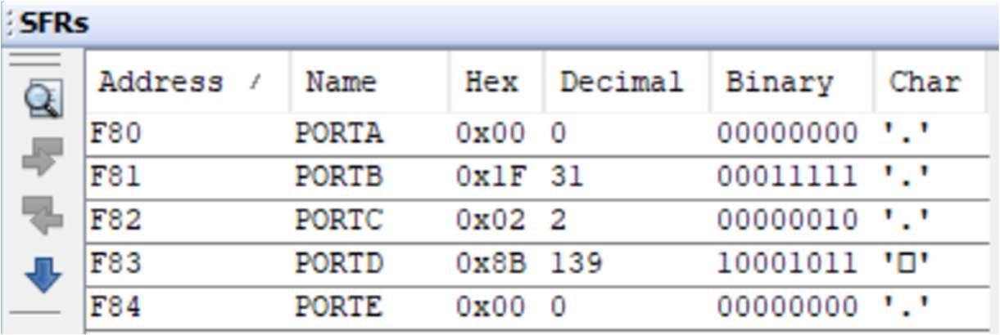 SFRs
Address / Name Hex Decimal Binary Char
F80 PORTA 0x00 0 00000000 '.'
F81 PORTB 0x1F 31 00011111 '.'
F82 PORTC 0x02 2 00000010 '.'
F83 PORTD 0x8B 139 10001011 '□'
F84 PORTE 0x00 0 00000000 '.'